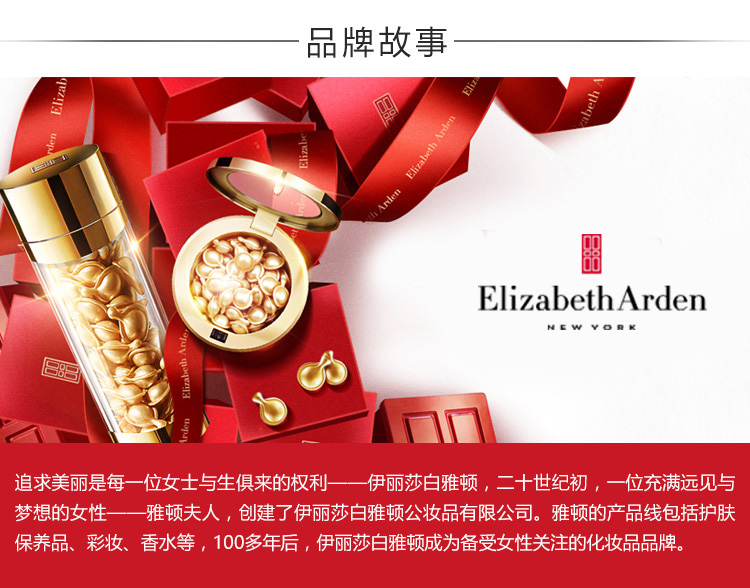 品牌故事
Elizab
Elizabeth Arden
Elizabeth Arden
Elizabeth Arden
NEW YORK
追求美丽是每一位女士与生俱来的权利——伊丽莎白雅顿，二十世纪初，一位充满远见与
梦想的女性——雅顿夫人，创建了伊丽莎白雅顿公妆品有限公司。雅顿的产品线包括护肤
保养品、彩妆、香水等，100多年后，伊丽莎白雅顿成为备受女性关注的化妆品品牌。